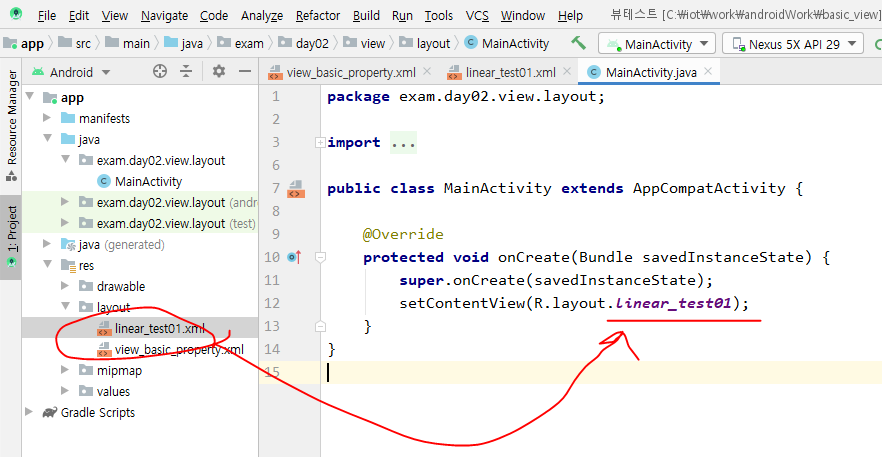 File Edit View Navigate Code Analyze Refactor Build Run Tools VCS Window Help 뷰테스트 [C:₩iot₩work₩androidWork₩basic_view]
app src main java exam day02 view layout MainActivity MainActivity Nexus 5X API 29
Resource Manager
1: Project
Android
app
manifests
java
exam.day02.view.layout
MainActivity
exam.day02.view.layout (andr
exam.day02.view.layout (test)
java (generated)
res
drawable
layout
linear_test01.xml
view_basic_property.xml
mipmap
values
Gradle Scripts
view_basic_property.xml linear_test01.xml MainActivity.java
1 package exam.day02.view.layout;
2
3 import ...
6
7 public class MainActivity extends AppCompatActivity {
8
9 @Override
10 protected void onCreate(Bundle savedInstanceState) {
11 super.onCreate(savedInstanceState);
12 setContentView(R.layout.linear_test01);
13 }
14 }
15